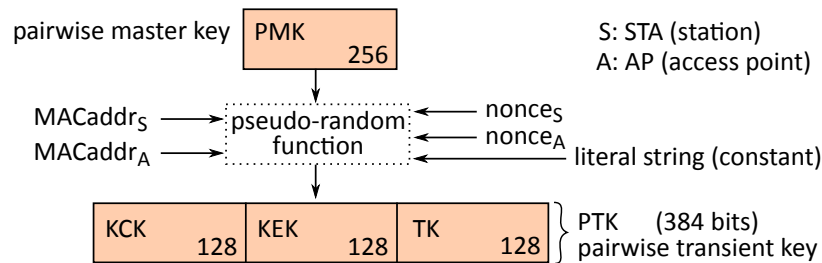 pairwise master key
PMK
256
S: STA (station)
A: AP (access point)
MACaddrS
MACaddrA
pseudo-random
function
nonceS
nonceA
literal string (constant)
KCK
128
KEK
128
TK
128
PTK (384 bits)
pairwise transient key